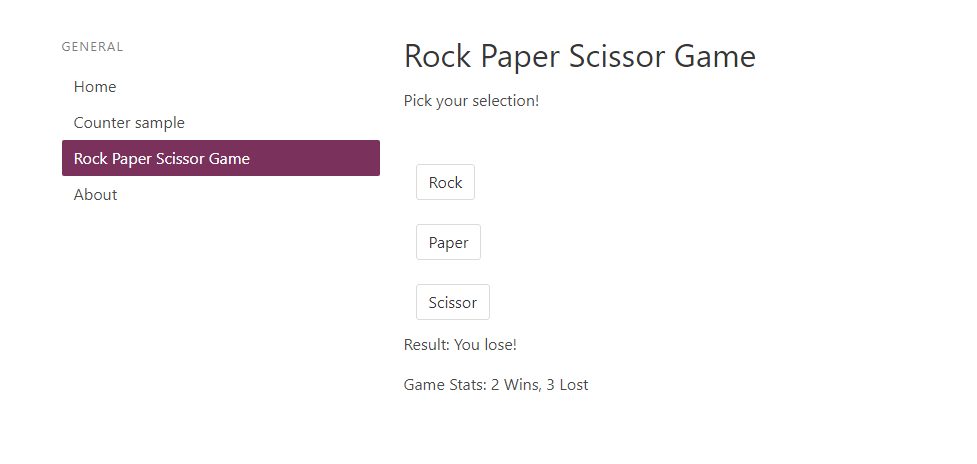 GENERAL
Home
Counter sample
Rock Paper Scissor Game
About
Rock Paper Scissor Game
Pick your selection!
Rock
Paper
Scissor
Result: You lose!
Game Stats: 2 Wins, 3 Lost